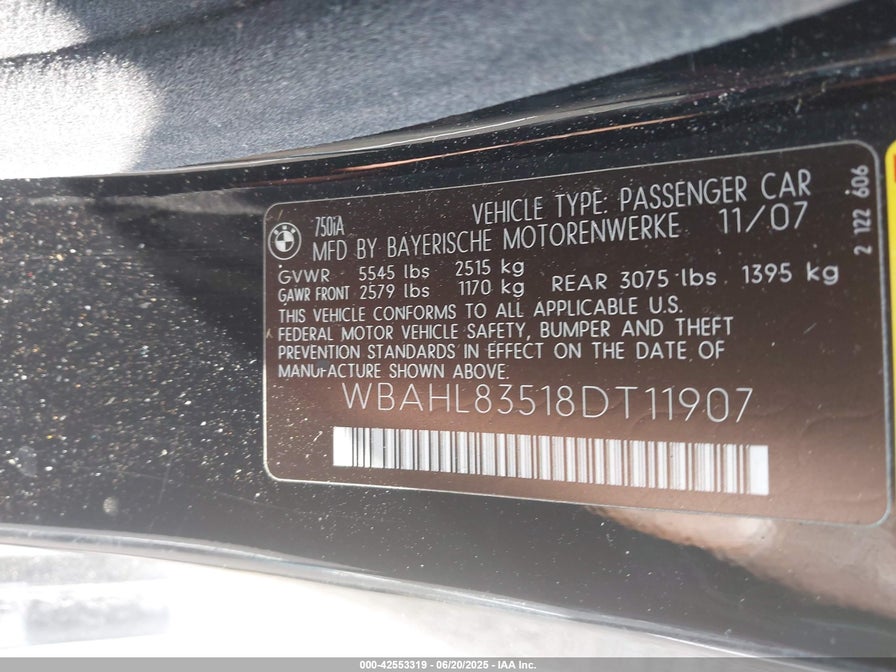 750iA
VEHICLE TYPE: PASSENGER CAR
MFD BY BAYERISCHE MOTORENWERKE 11/07
GVWR 5545 lbs 2515 kg
GAWR FRONT 2579 lbs 1170 kg REAR 3075 lbs 1395 kg
THIS VEHICLE CONFORMS TO ALL APPLICABLE U.S.
FEDERAL MOTOR VEHICLE SAFETY, BUMPER AND THEFT
PREVENTION STANDARDS IN EFFECT ON THE DATE OF
MANUFACTURE SHOWN ABOVE.
WBAHL83518DT11907
2 122 606
000-42553319 - 06/20/2025 - IAA Inc.